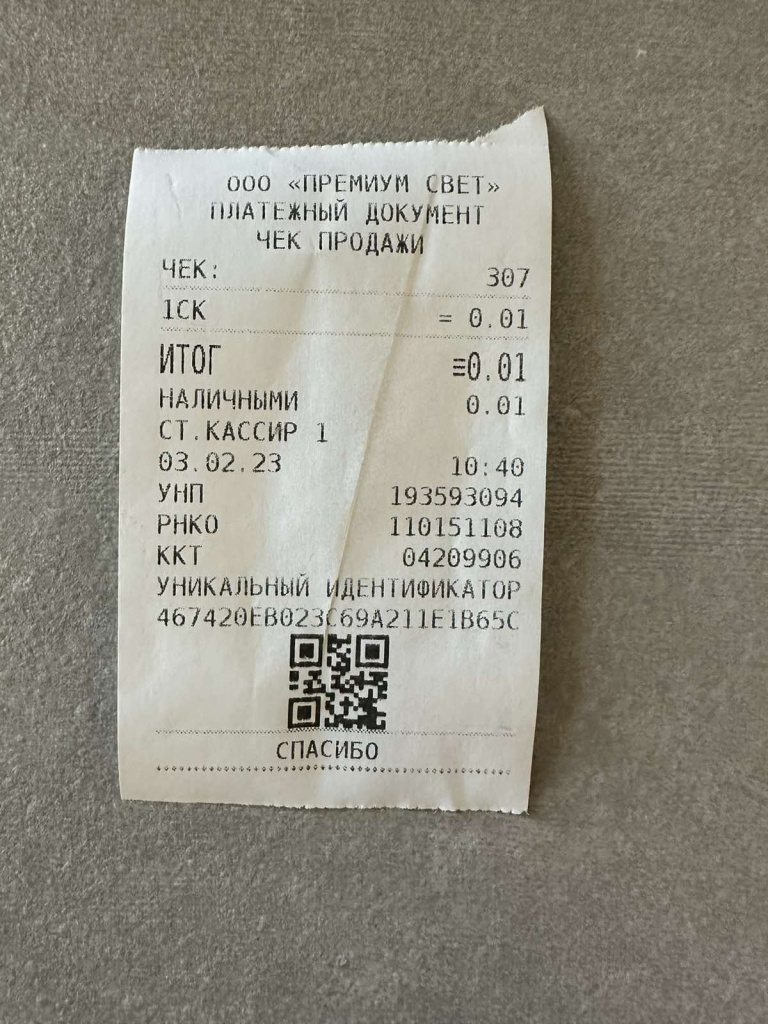 ООО «ПРЕМИУМ СВЕТ»
ПЛАТЕЖНЫЙ ДОКУМЕНТ
ЧЕК ПРОДАЖИ
ЧЕК: 307
1СК = 0.01
ИТОГ ≡0.01
НАЛИЧНЫМИ 0.01
СТ.КАССИР 1
03.02.23 10:40
УНП 193593094
РНКО 110151108
ККТ 04209906
УНИКАЛЬНЫЙ ИДЕНТИФИКАТОР
467420EB023C69A211E1B65C
СПАСИБО